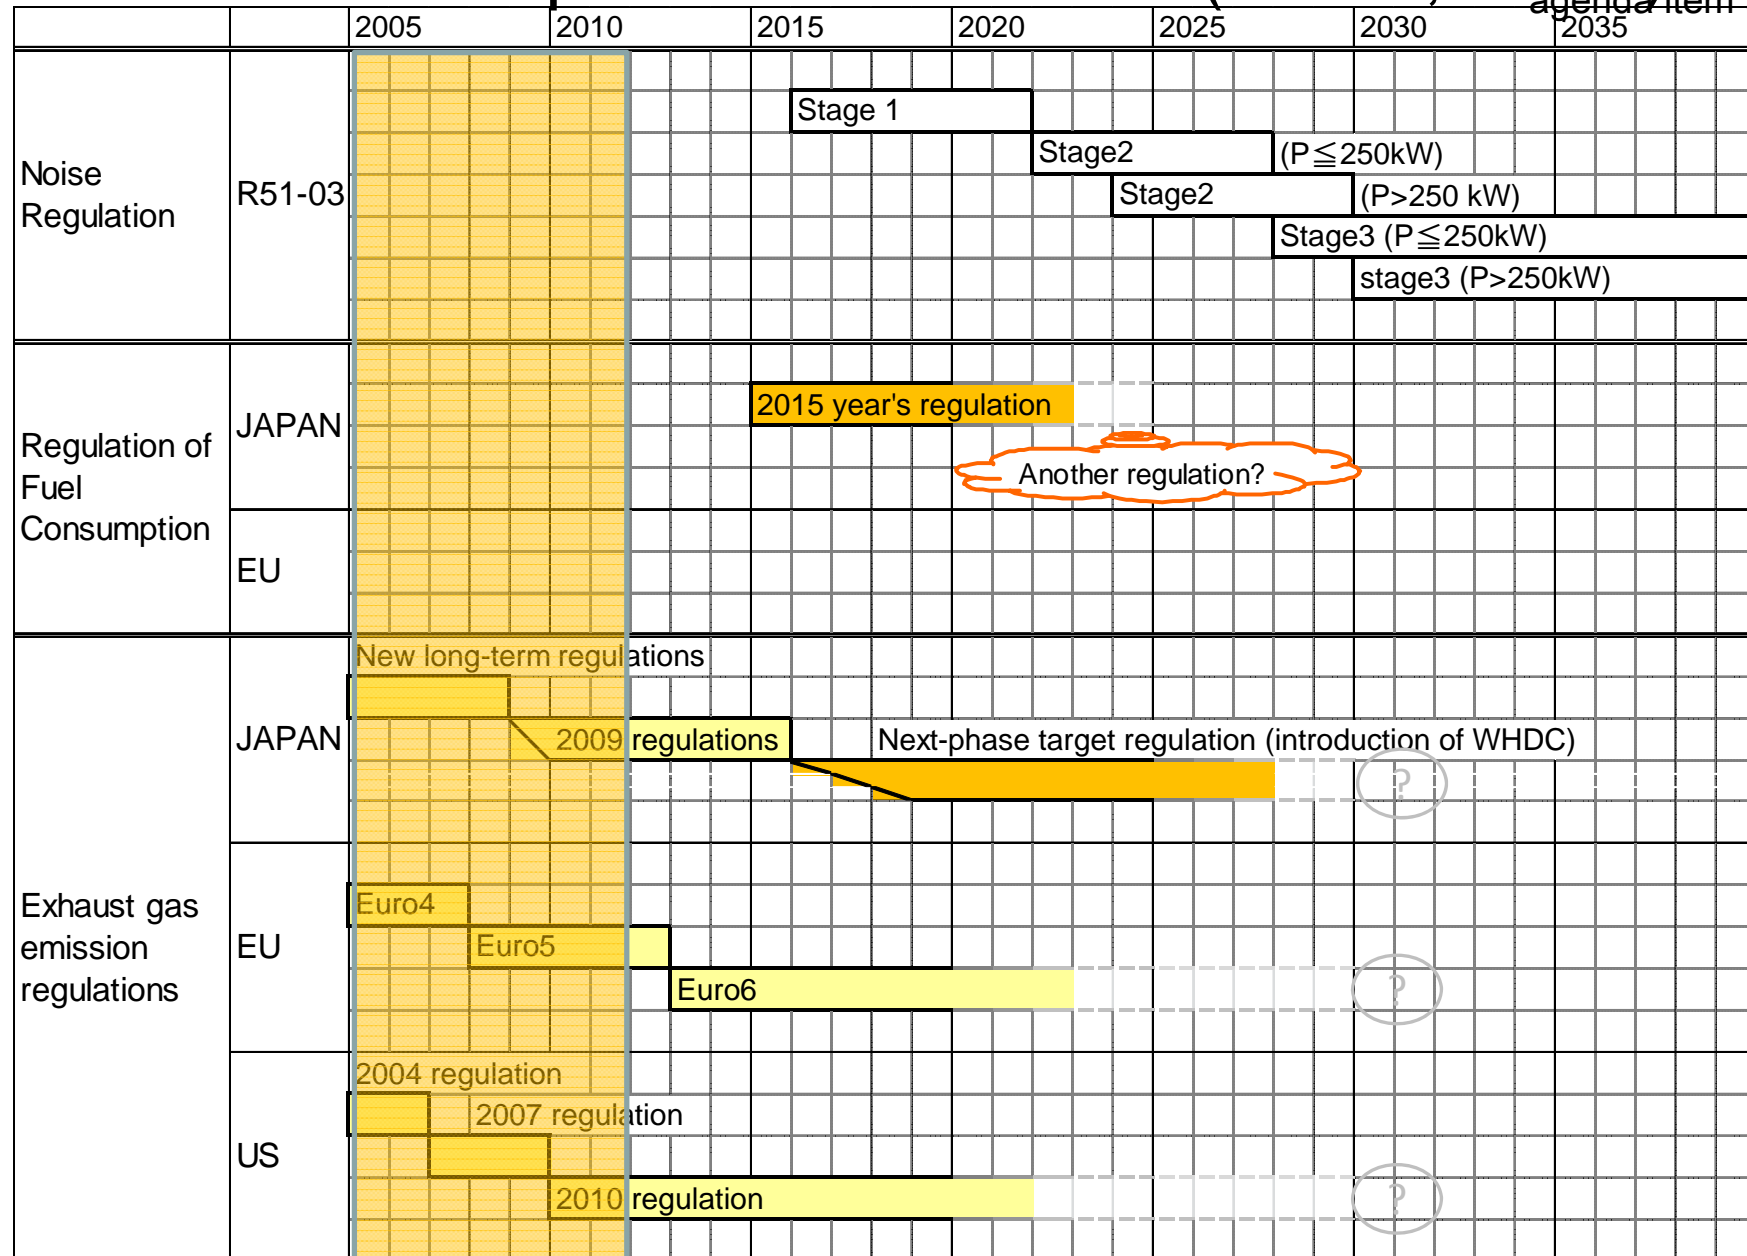 agenda item
2005 2010 2015 2020 2025 2030 2035
Noise
Regulation
R51-03
Stage 1
Stage2 (P≦250kW)
Stage2 (P>250 kW)
Stage3 (P≦250kW)
stage3 (P>250kW)
Regulation of
Fuel
Consumption
JAPAN
2015 year's regulation
Another regulation?
EU
Exhaust gas
emission
regulations
JAPAN
New long-term regulations
2009 regulations
Next-phase target regulation (introduction of WHDC)
?
EU
Euro4
Euro5
Euro6
?
US
2004 regulation
2007 regulation
2010 regulation
?